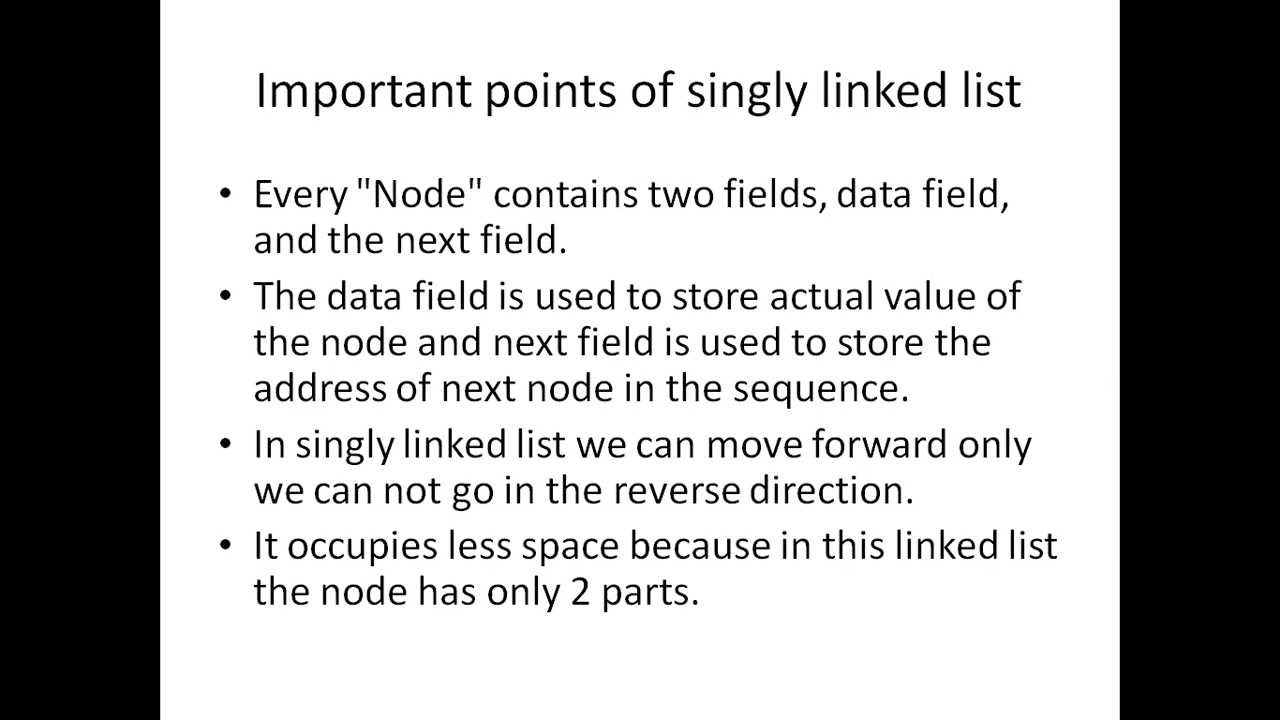 Important points of singly linked list
• Every "Node" contains two fields, data field,
and the next field.
• The data field is used to store actual value of
the node and next field is used to store the
address of next node in the sequence.
• In singly linked list we can move forward only
we can not go in the reverse direction.
• It occupies less space because in this linked list
the node has only 2 parts.